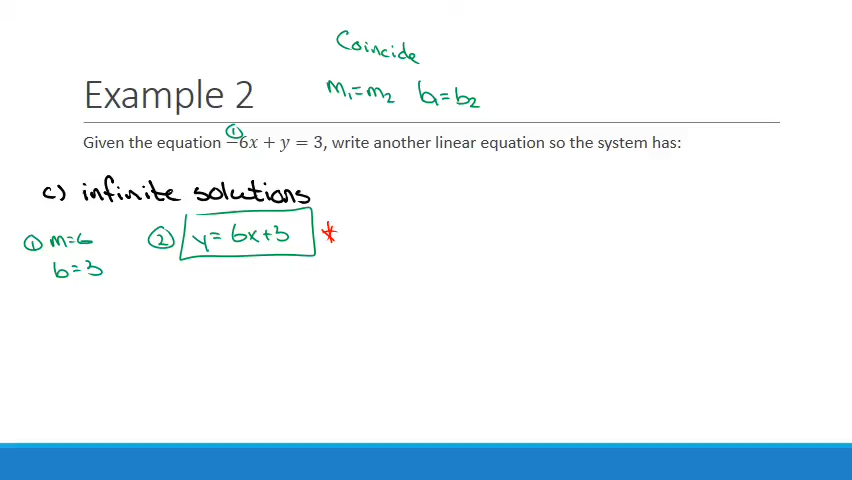 Coincide
m₁=m₂ b₁=b₂
Example 2
①
Given the equation −6x + y = 3, write another linear equation so the system has:
c) infinite solutions
① m=6
b=3
② y= 6x+3 *